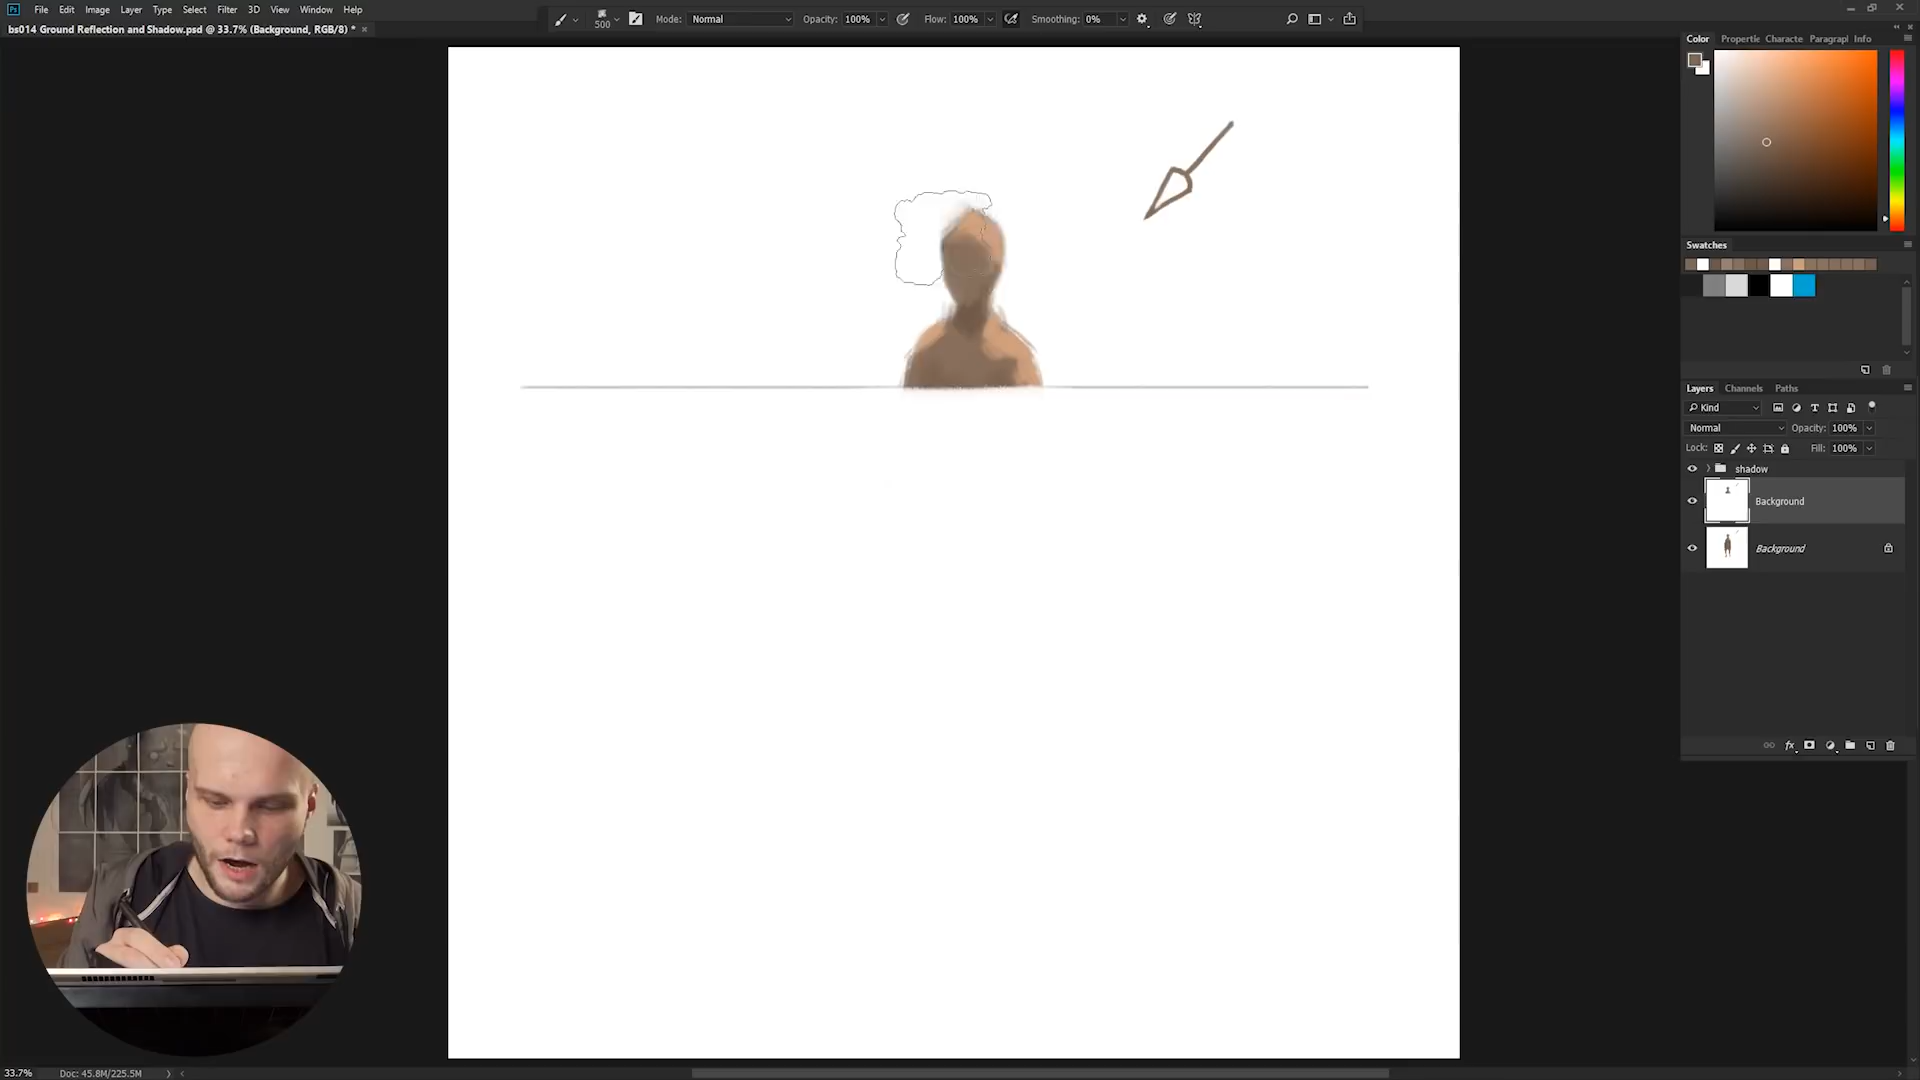 Ps File Edit Image Layer Type Select Filter 3D View Window Help
500 Mode: Normal Opacity: 100% Flow: 100% Smoothing: 0%
bs014 Ground Reflection and Shadow.psd @ 33.7% (Background, RGB/8) *
Color Propertie Characte Paragrapl Info
Swatches
Layers Channels Paths
Kind
Normal Opacity: 100%
Lock: Fill: 100%
shadow
Background
Background
fx
33.7% Doc: 45.8M/225.5M